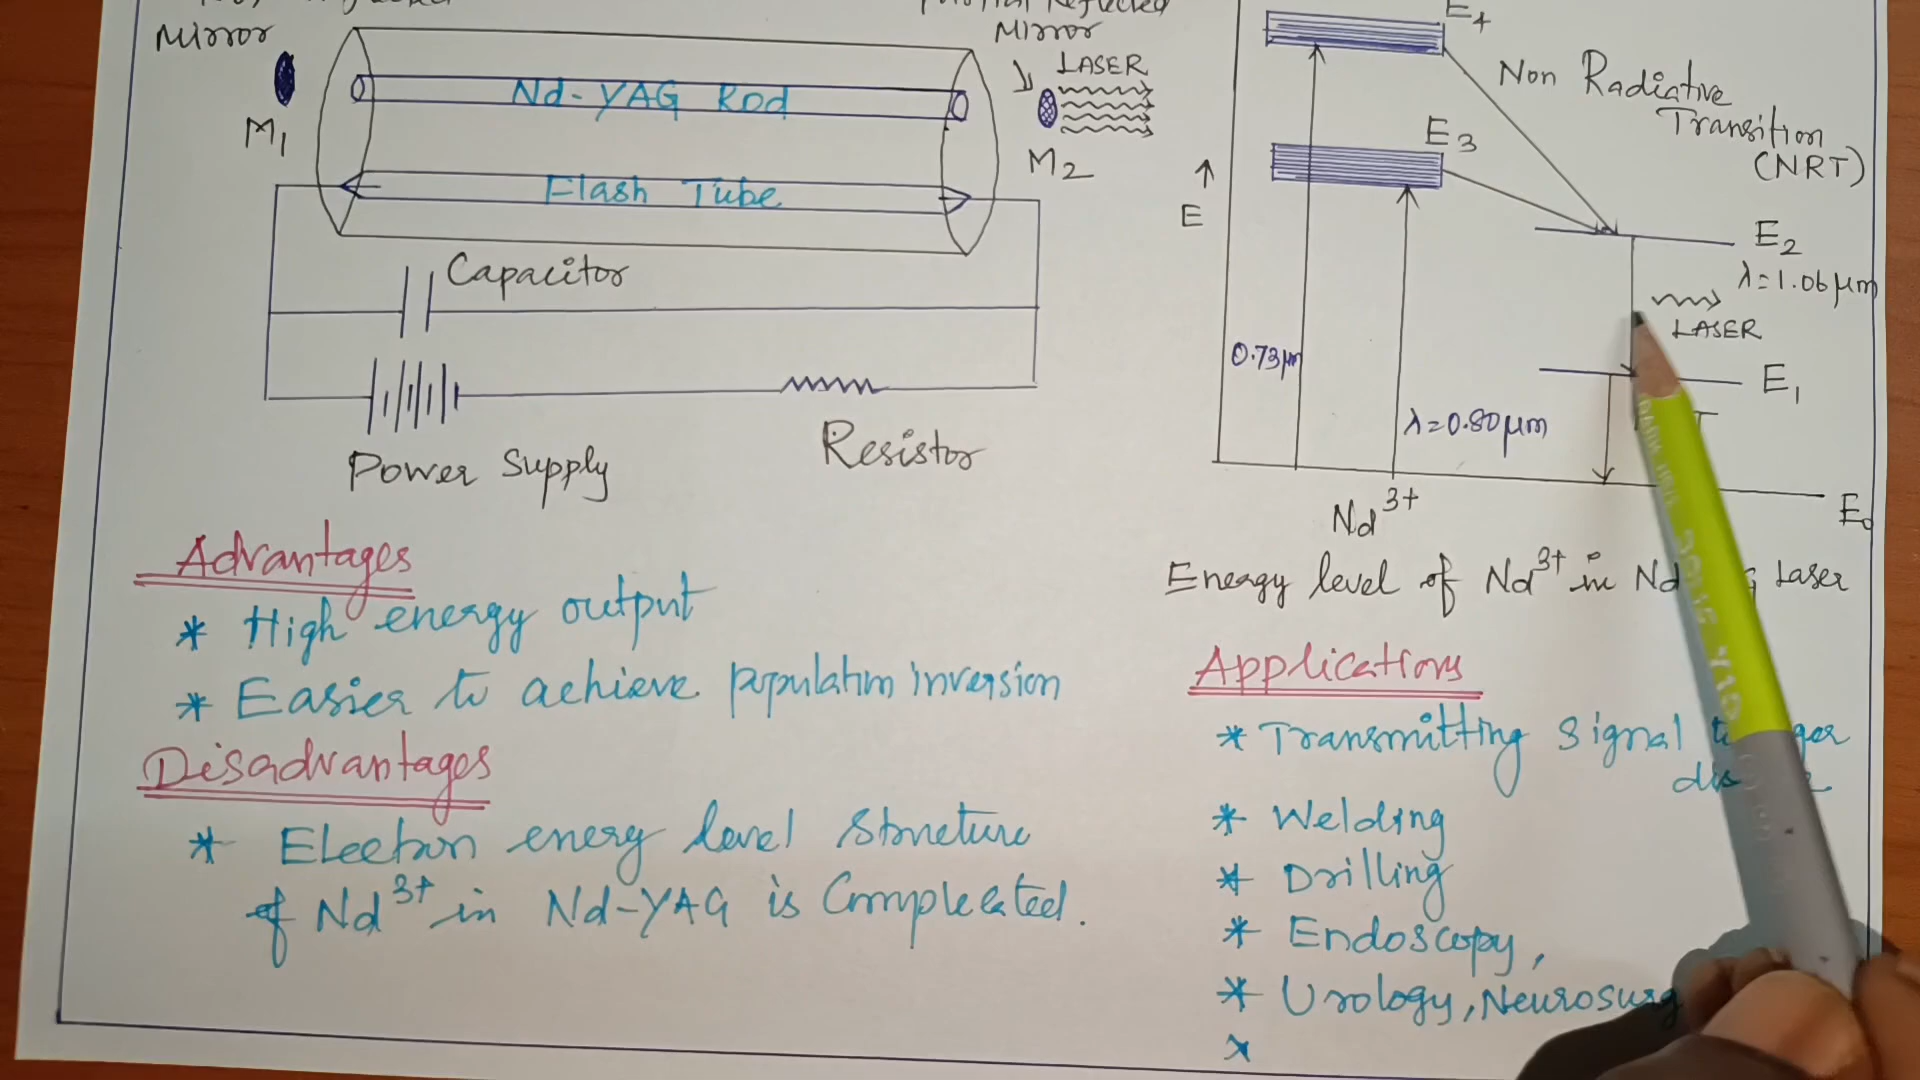 Mirror
M1
Nd-YAG Rod
Flash Tube
Mirror
LASER
M2
Capacitor
Power Supply
Resistor
E4
Non Radiative
Transition
(NRT)
E3
E
E2
λ=1.06μm
LASER
E1
0.73μm
λ=0.80μm
Nd3+
E0
Energy level of Nd3+ in Nd Laser
Advantages
* High energy output
* Easier to achieve population inversion
Disadvantages
* Electron energy level structure
of Nd3+ in Nd-YAG is Complicated.
Applications
* Transmitting Signal
* Welding
* Drilling
* Endoscopy,
* Urology, Neurosurg
*